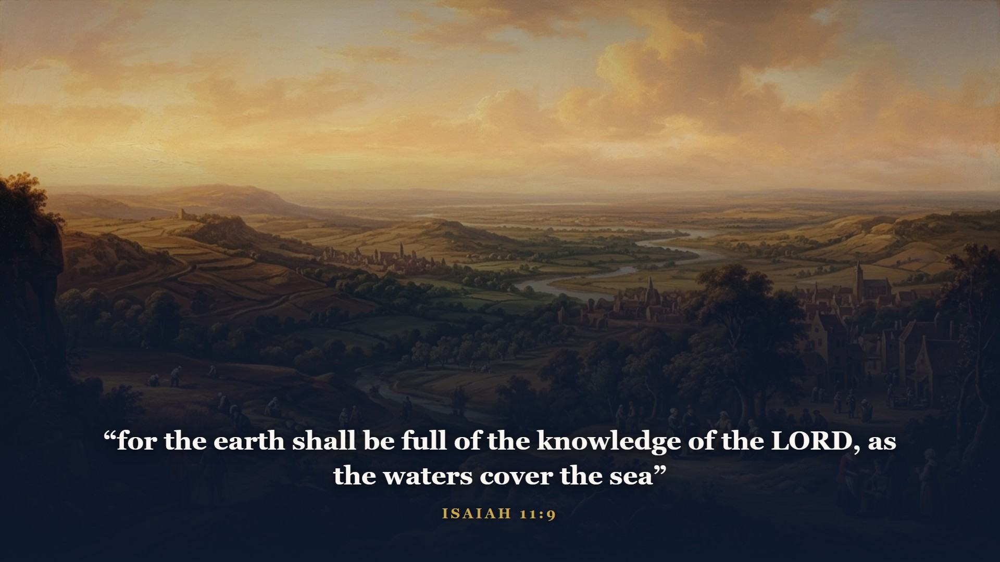 “for the earth shall be full of the knowledge of the LORD, as
the waters cover the sea”
ISAIAH 11:9